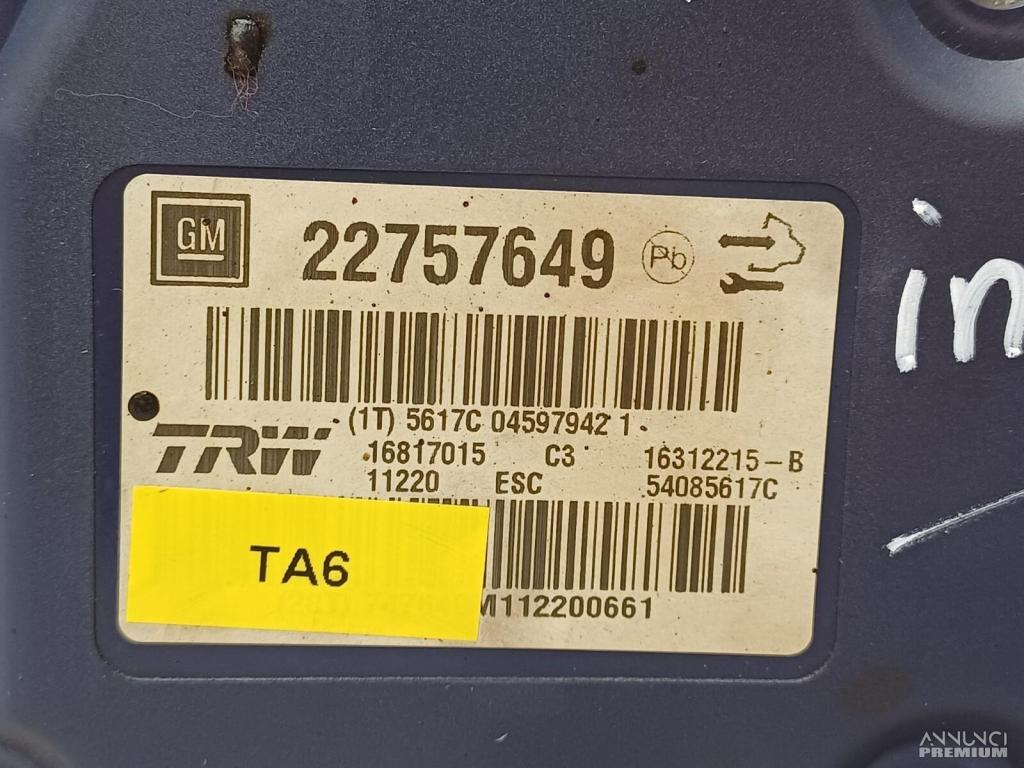 GM 22757649 Pb
(1T) 5617C 04597942 1
TRW 16817015 C3 16312215-B
11220 ESC 54085617C
TA6
M112200661
in
ANNUNCI
PREMIUM